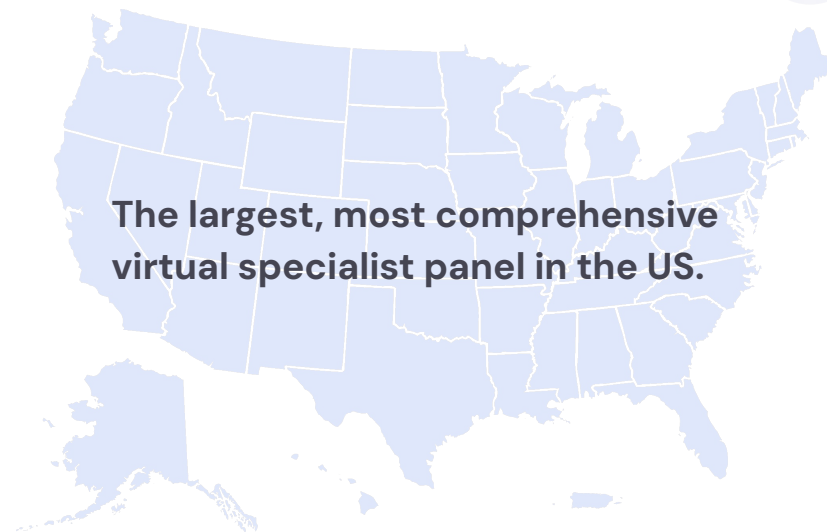 The largest, most comprehensive
virtual specialist panel in the US.